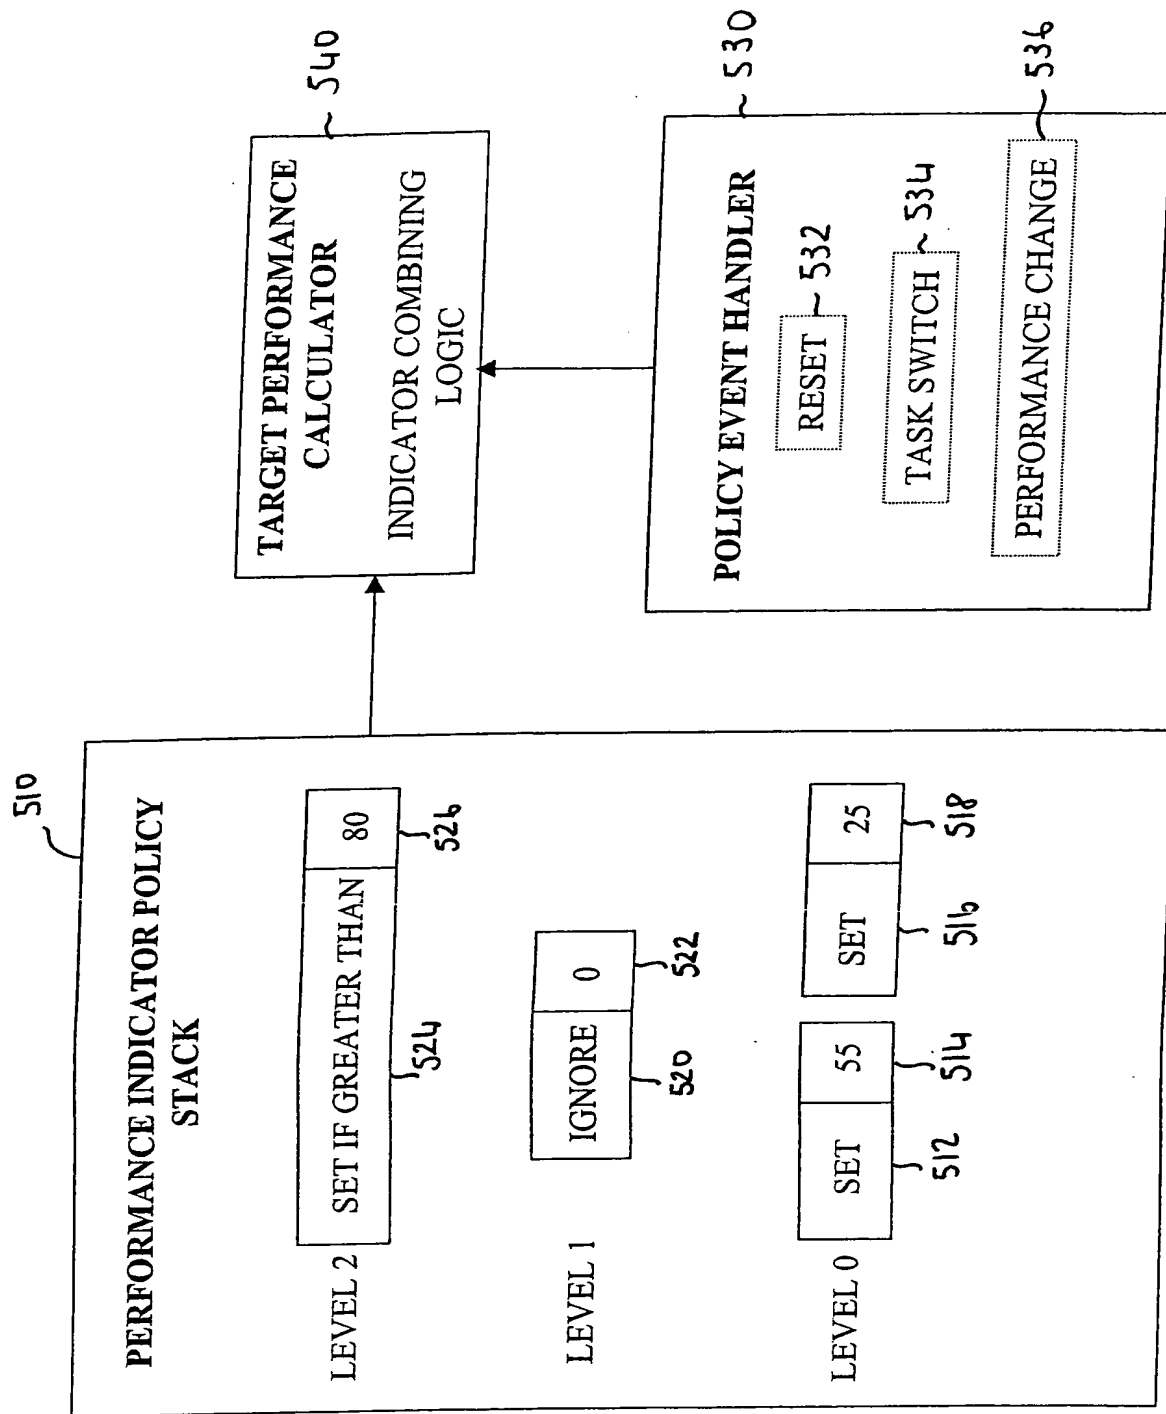 510
PERFORMANCE INDICATOR POLICY
STACK
LEVEL 2
SET IF GREATER THAN
80
524
526
LEVEL 1
IGNORE
0
520
522
LEVEL 0
SET
55
SET
25
512
514
516
518
TARGET PERFORMANCE
CALCULATOR
INDICATOR COMBINING
LOGIC
540
POLICY EVENT HANDLER
530
RESET
532
TASK SWITCH
534
PERFORMANCE CHANGE
536